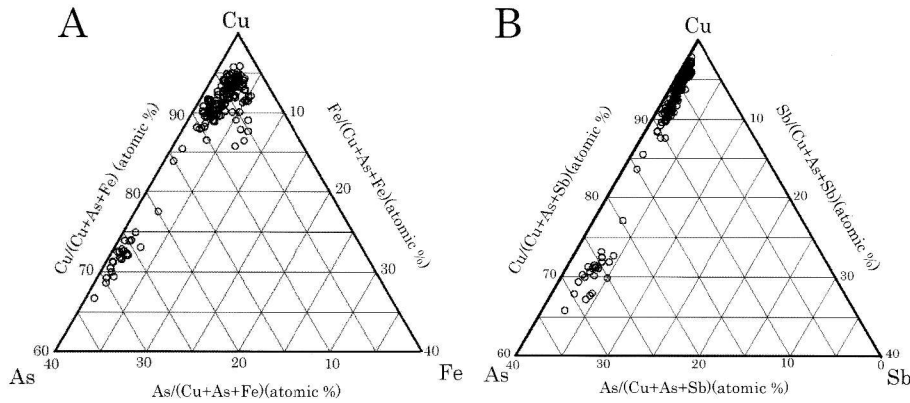 A
Cu
Cu/(Cu+As+Fe) (atomic %)
Fe/(Cu+As+Fe)(atomic %)
90
10
80
20
70
30
60
40
30
20
10
40
As
Fe
As/(Cu+As+Fe)(atomic %)
B
Cu
Cu/(Cu+As+Sb)(atomic %)
Sb/(Cu+As+Sb)(atomic %)
90
10
80
20
70
30
60
40
30
20
10
0
40
As
Sb
As/(Cu+As+Sb)(atomic %)